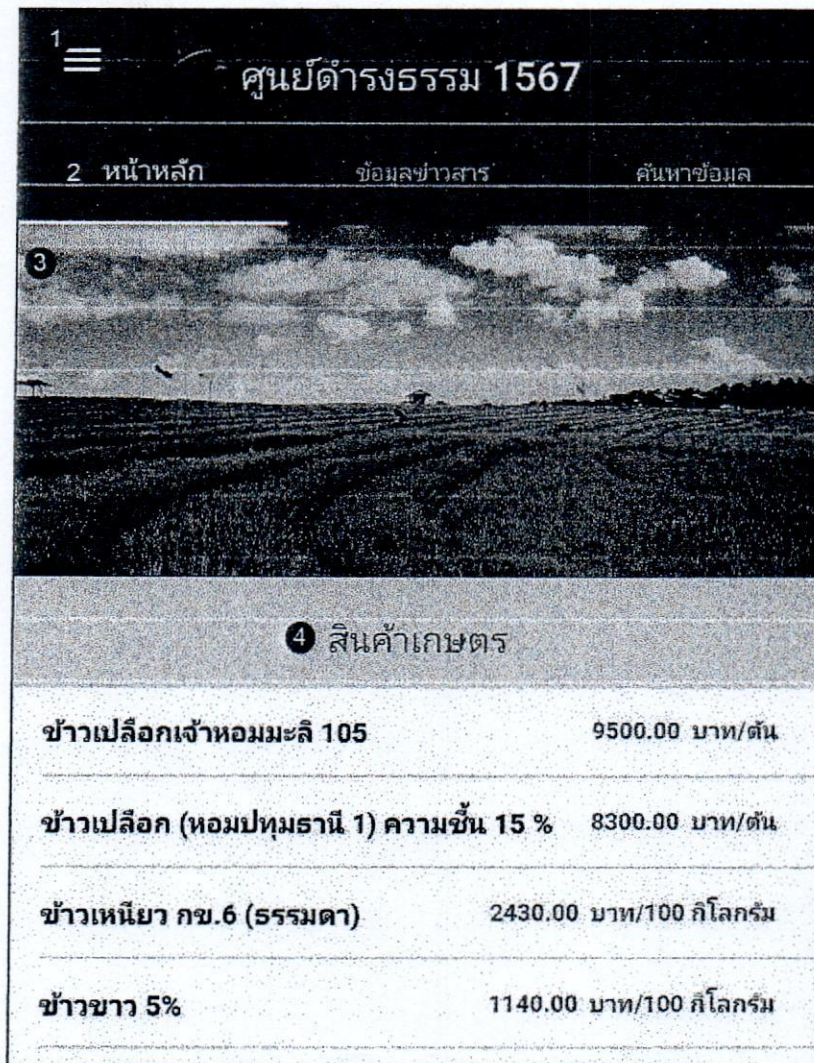 1
ศูนย์ดำรงธรรม 1567
2 หน้าหลัก ข้อมูลข่าวสาร ค้นหาข้อมูล
3
4 สินค้าเกษตร
ข้าวเปลือกเจ้าหอมมะลิ 105 9500.00 บาท/ตัน
ข้าวเปลือก (หอมปทุมธานี 1) ความชื้น 15 % 8300.00 บาท/ตัน
ข้าวเหนียว กข.6 (ธรรมดา) 2430.00 บาท/100 กิโลกรัม
ข้าวขาว 5% 1140.00 บาท/100 กิโลกรัม